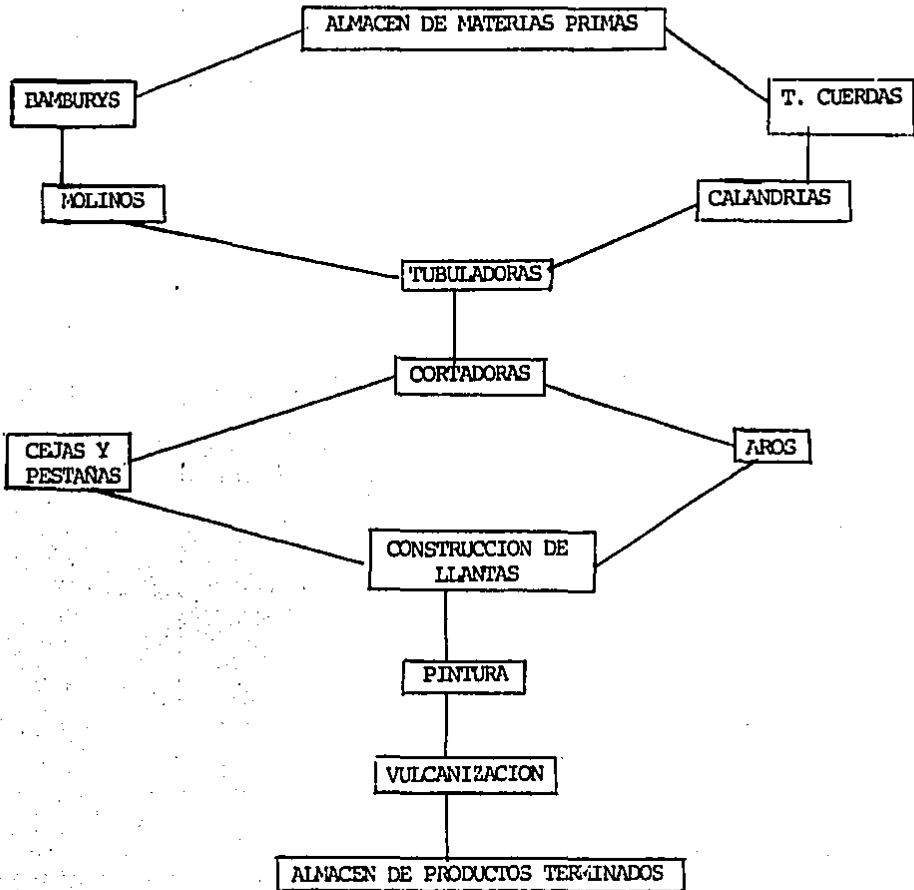 ALMACEN DE MATERIAS PRIMAS
BAMBURYS
T. CUERDAS
MOLINOS
CALANDRIAS
TUBULADORAS
CORTADORAS
CEJAS Y
PESTAÑAS
AROS
CONSTRUCCION DE
LLANTAS
PINTURA
VULCANIZACION
ALMACEN DE PRODUCTOS TERMINADOS